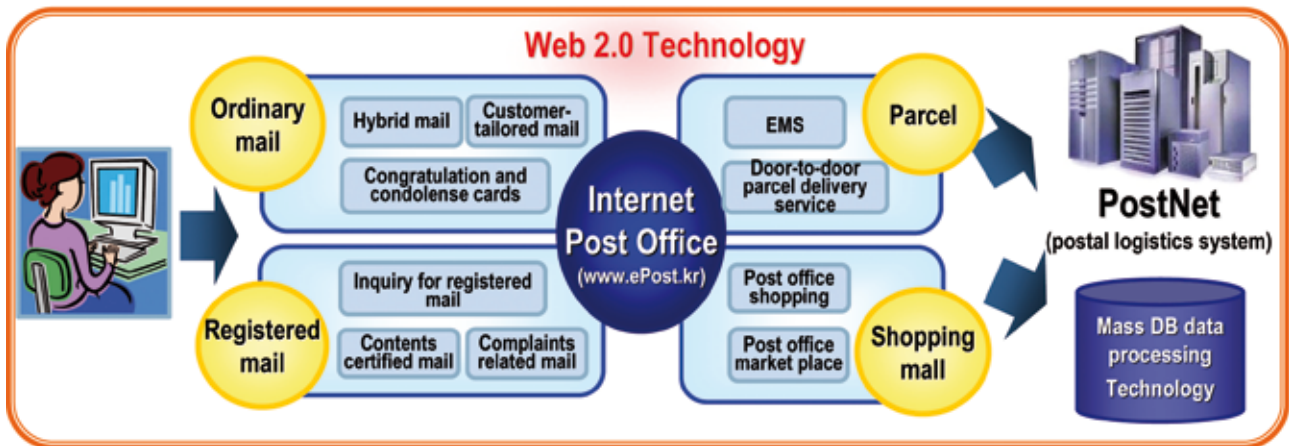 Web 2.0 Technology
Ordinary
mail
Hybrid mail
Customer-
tailored mail
Congratulation and
condolense cards
Registered
mail
Inquiry for registered
mail
Contents
certified mail
Complaints
related mail
Internet
Post Office
(www.ePost.kr)
EMS
Door-to-door
parcel delivery
service
Parcel
Post office
shopping
Post office
market place
Shopping
mall
PostNet
(postal logistics system)
Mass DB data
processing
Technology